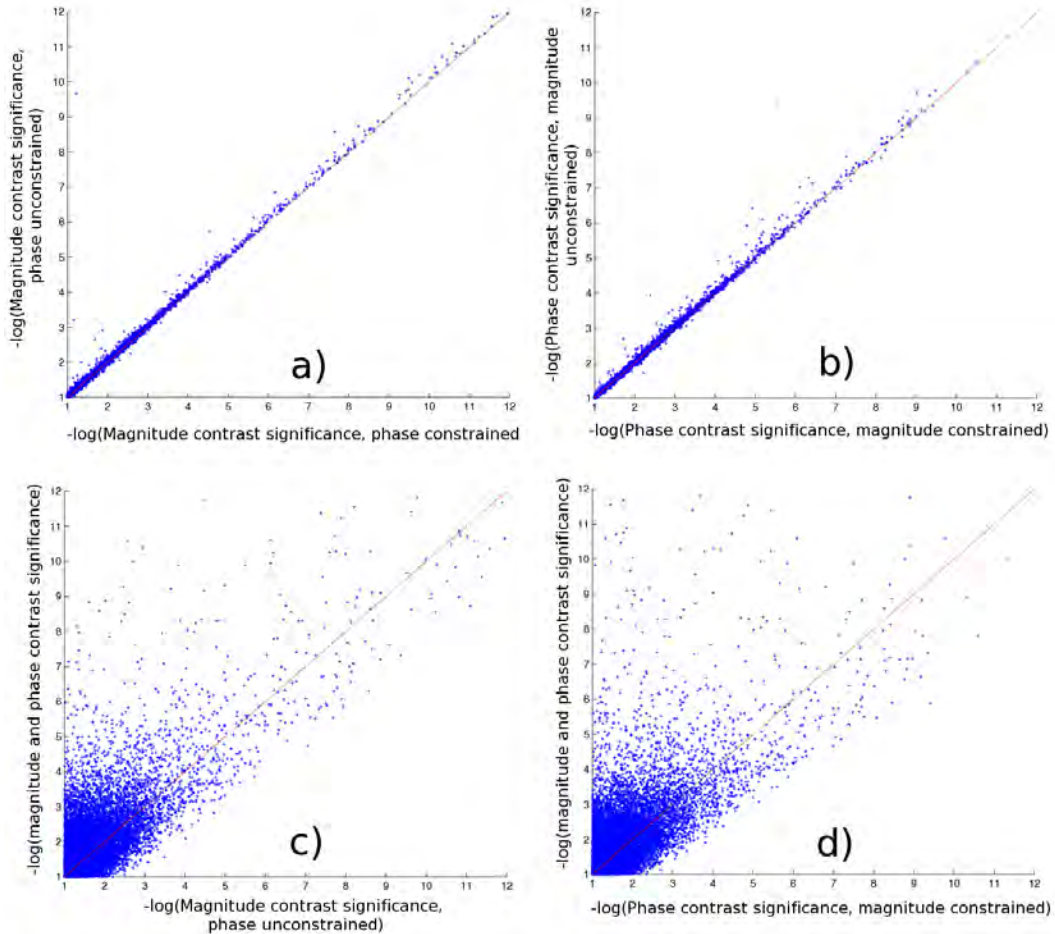 -log(Magnitude contrast significance,
phase unconstrained)
12
11
10
9
8
7
6
5
4
3
2
1
a)
1 2 3 4 5 6 7 8 9 10 11 12
-log(Magnitude contrast significance, phase constrained
-log(Phase contrast significance, magnitude
unconstrained)
12
11
10
9
8
7
6
5
4
3
2
1
b)
1 2 3 4 5 6 7 8 9 10 11 12
-log(Phase contrast significance, magnitude constrained)
-log(magnitude and phase contrast significance)
12
11
10
9
8
7
6
5
4
3
2
1
c)
1 2 3 4 5 6 7 8 9 10 11 12
-log(Magnitude contrast significance,
phase unconstrained)
-log(magnitude and phase contrast significance)
12
11
10
9
8
7
6
5
4
3
2
1
d)
1 2 3 4 5 6 7 8 9 10 11 12
-log(Phase contrast significance, magnitude constrained)